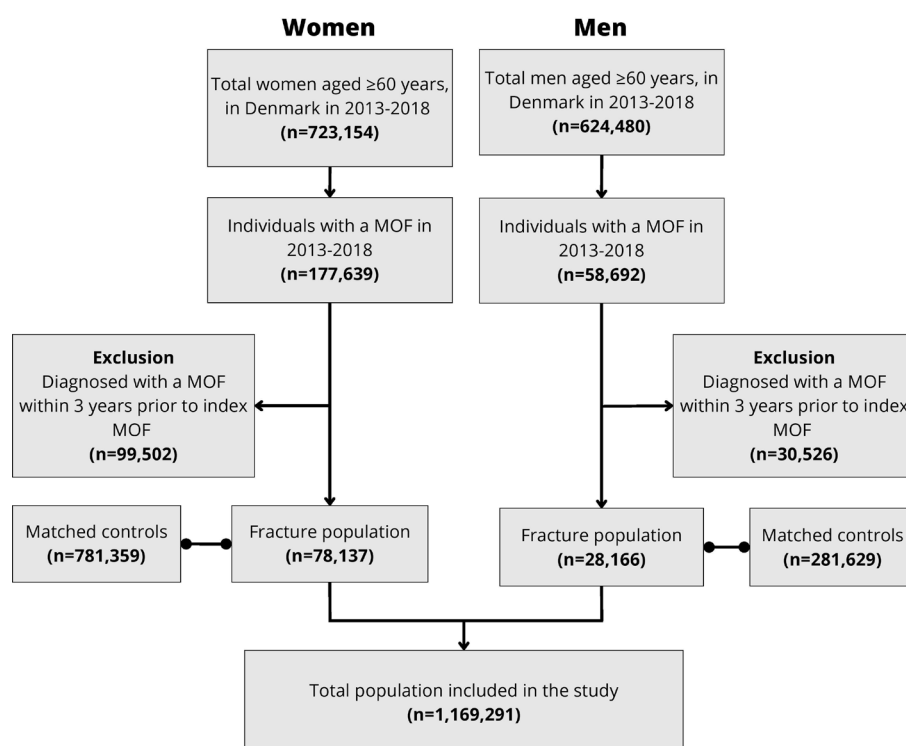 Women
Men
Total women aged ≥60 years,
in Denmark in 2013-2018
(n=723,154)
Total men aged ≥60 years, in
Denmark in 2013-2018
(n=624,480)
Individuals with a MOF in
2013-2018
(n=177,639)
Individuals with a MOF in
2013-2018
(n=58,692)
Exclusion
Diagnosed with a MOF
within 3 years prior to index
MOF
(n=99,502)
Exclusion
Diagnosed with a MOF
within 3 years prior to index
MOF
(n=30,526)
Matched controls
(n=781,359)
Fracture population
(n=78,137)
Fracture population
(n=28,166)
Matched controls
(n=281,629)
Total population included in the study
(n=1,169,291)